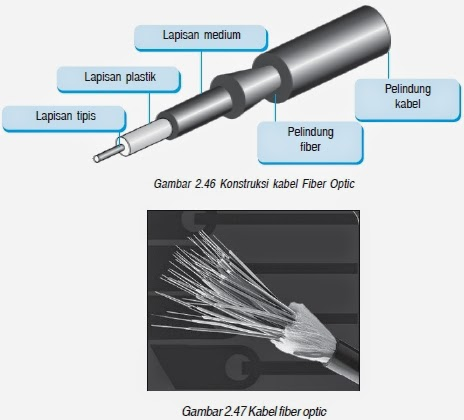 Lapisan medium
Lapisan plastik
Lapisan tipis
Pelindung
kabel
Pelindung
fiber
Gambar 2.46 Konstruksi kabel Fiber Optic
Gambar 2.47 Kabel fiber optic